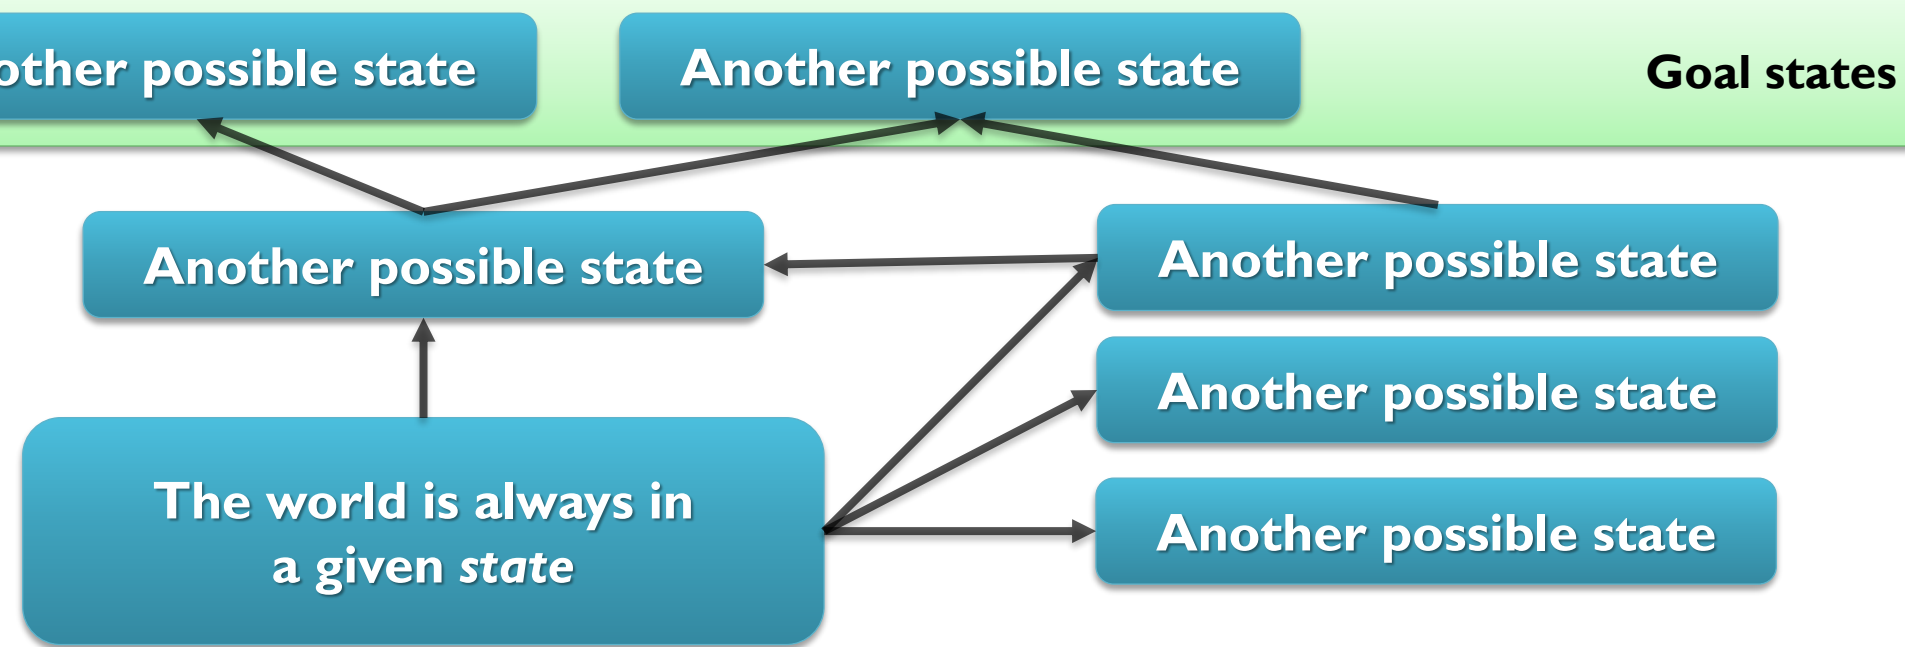 other possible state
Another possible state
Goal states
Another possible state
Another possible state
Another possible state
The world is always in
a given state
Another possible state